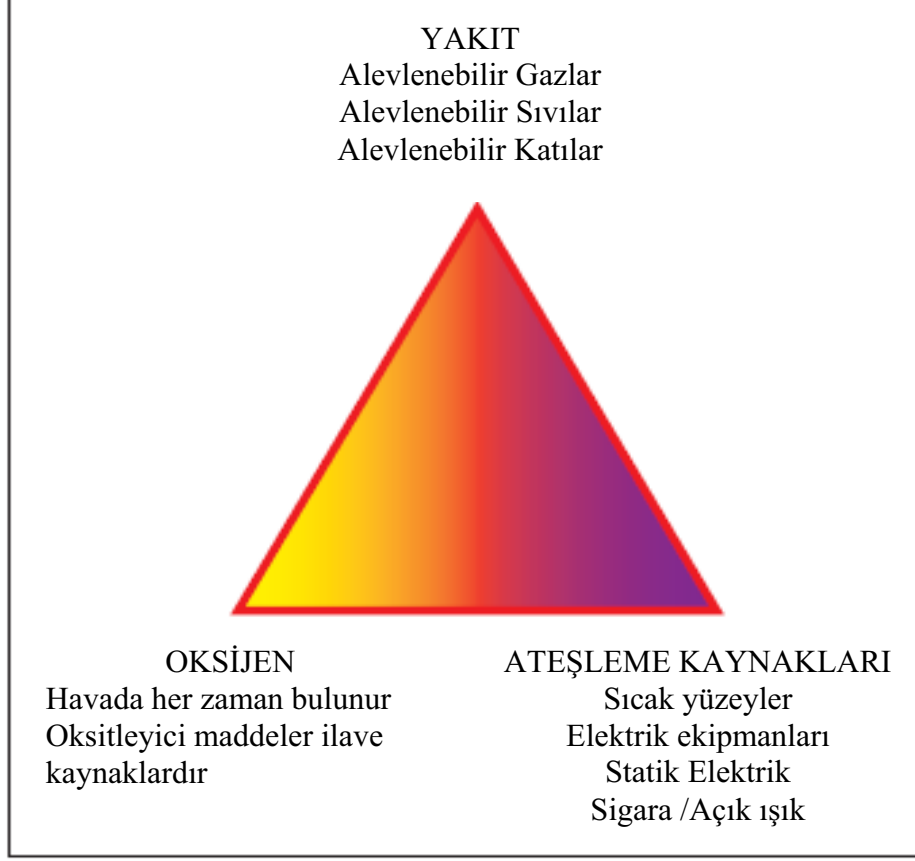 YAKIT
Alevlenebilir Gazlar
Alevlenebilir Sıvılar
Alevlenebilir Katılar
OKSİJEN
Havada her zaman bulunur
Oksitleyici maddeler ilave
kaynaklardır
ATEŞLEME KAYNAKLARI
Sıcak yüzeyler
Elektrik ekipmanları
Statik Elektrik
Sigara /Açık ışık